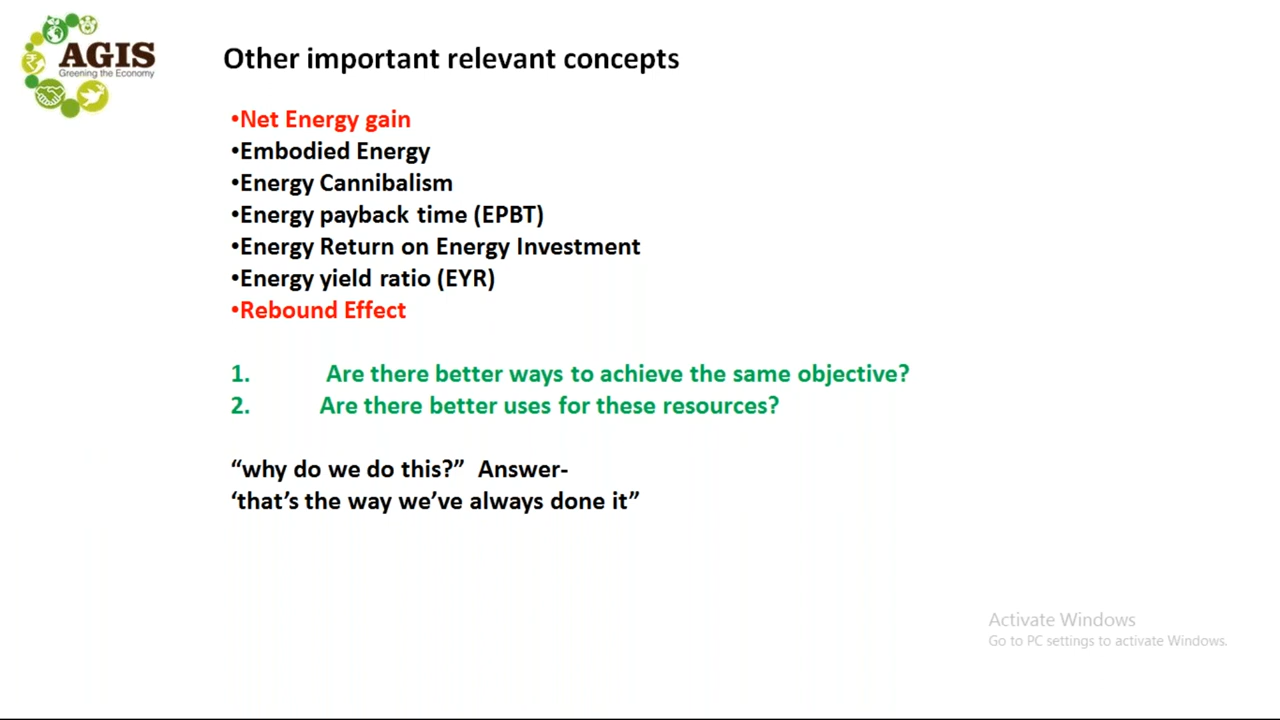 AGIS
Greening the Economy
Other important relevant concepts
•Net Energy gain
•Embodied Energy
•Energy Cannibalism
•Energy payback time (EPBT)
•Energy Return on Energy Investment
•Energy yield ratio (EYR)
•Rebound Effect
1. Are there better ways to achieve the same objective?
2. Are there better uses for these resources?
“why do we do this?” Answer-
‘that’s the way we’ve always done it”
Activate Windows
Go to PC settings to activate Windows.